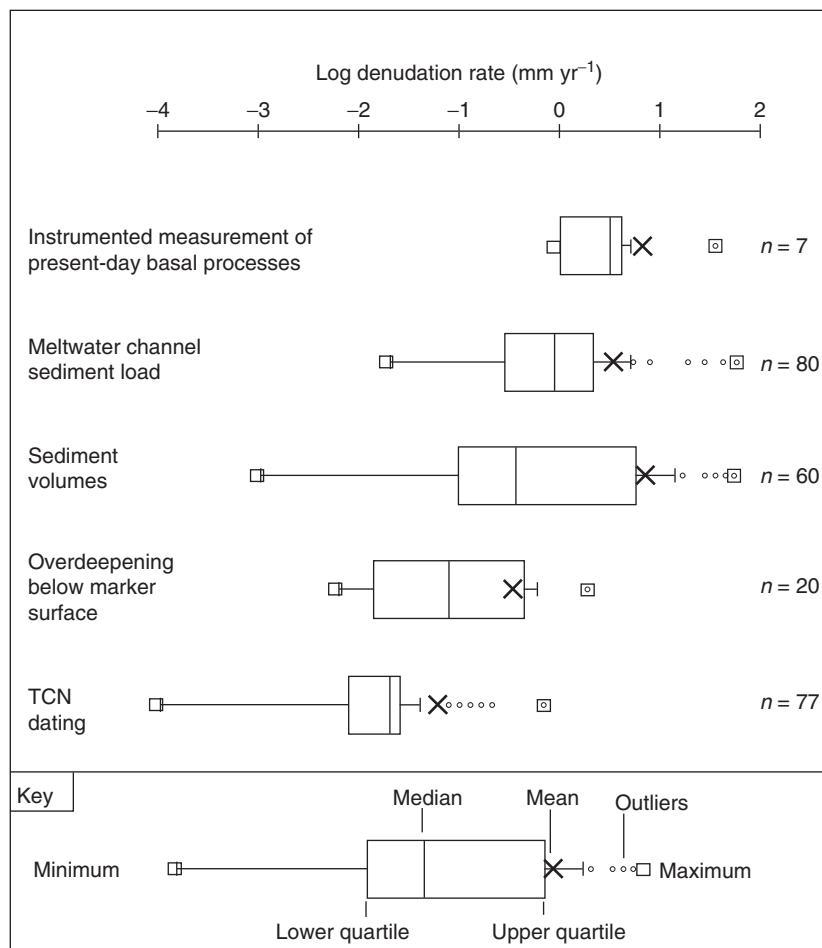 Log denudation rate (mm yr⁻¹)
−4 −3 −2 −1 0 1 2
Instrumented measurement of
present-day basal processes
n = 7
Meltwater channel
sediment load
n = 80
Sediment
volumes
n = 60
Overdeepening
below marker
surface
n = 20
TCN
dating
n = 77
Key
Median
Mean
Outliers
Minimum
Maximum
Lower quartile
Upper quartile